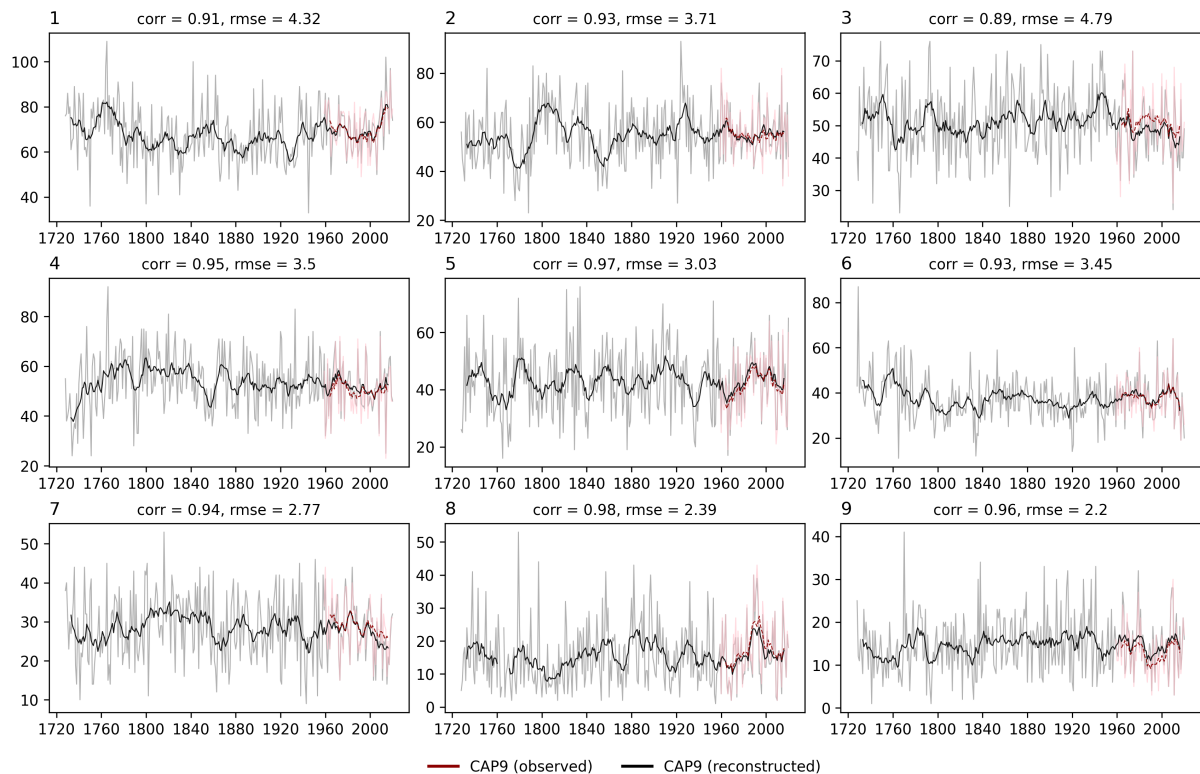 1 corr = 0.91, rmse = 4.32
2 corr = 0.93, rmse = 3.71
3 corr = 0.89, rmse = 4.79
100
80
60
40
1720 1760 1800 1840 1880 1920 1960 2000
80
60
40
20
1720 1760 1800 1840 1880 1920 1960 2000
70
60
50
40
30
1720 1760 1800 1840 1880 1920 1960 2000
4 corr = 0.95, rmse = 3.5
5 corr = 0.97, rmse = 3.03
6 corr = 0.93, rmse = 3.45
80
60
40
20
1720 1760 1800 1840 1880 1920 1960 2000
60
40
20
1720 1760 1800 1840 1880 1920 1960 2000
80
60
40
20
1720 1760 1800 1840 1880 1920 1960 2000
7 corr = 0.94, rmse = 2.77
8 corr = 0.98, rmse = 2.39
9 corr = 0.96, rmse = 2.2
50
40
30
20
10
1720 1760 1800 1840 1880 1920 1960 2000
50
40
30
20
10
0
1720 1760 1800 1840 1880 1920 1960 2000
40
30
20
10
0
1720 1760 1800 1840 1880 1920 1960 2000
CAP9 (observed) CAP9 (reconstructed)